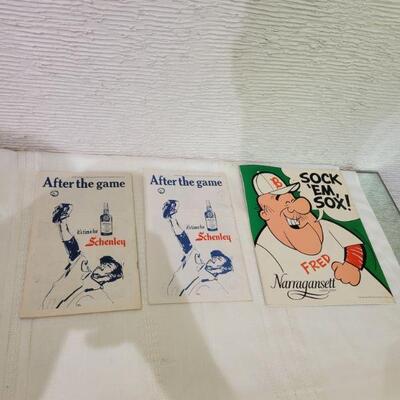 After the game
it's time for
Schenley
After the game
it's time for
Schenley
SOCK
'EM,
SOX!
B
FRED
Narragansett